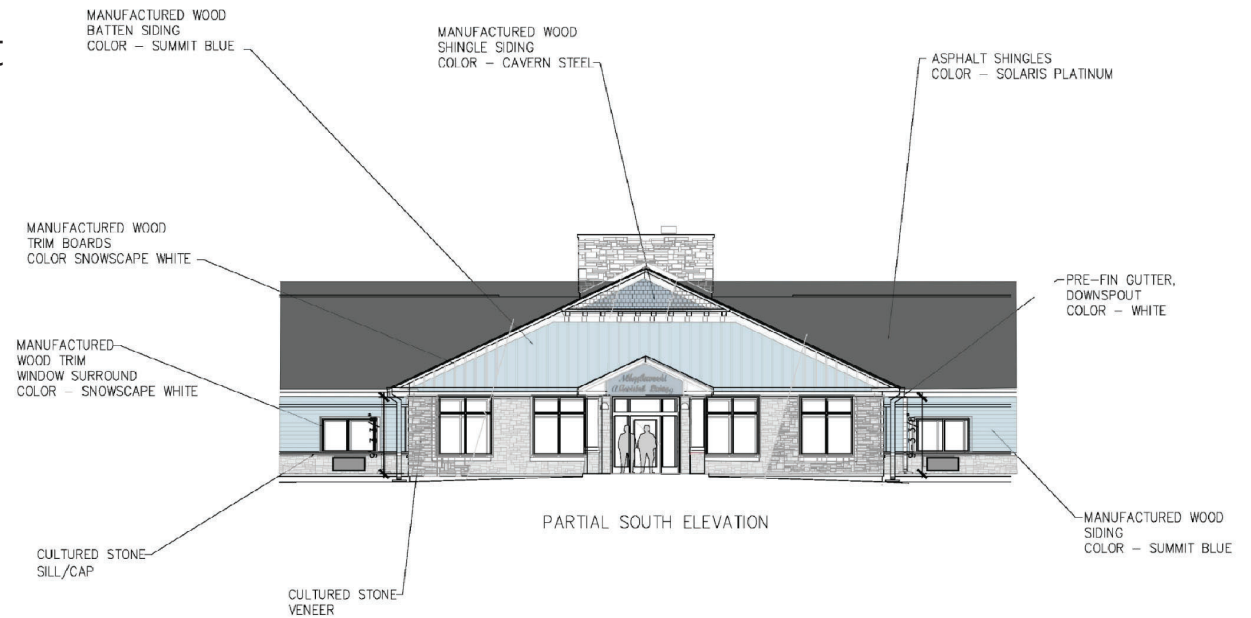 MANUFACTURED WOOD
BATTEN SIDING
COLOR – SUMMIT BLUE
MANUFACTURED WOOD
SHINGLE SIDING
COLOR – CAVERN STEEL
ASPHALT SHINGLES
COLOR – SOLARIS PLATINUM
MANUFACTURED WOOD
TRIM BOARDS
COLOR SNOWSCAPE WHITE
PRE–FIN GUTTER,
DOWNSPOUT
COLOR – WHITE
MANUFACTURED
WOOD TRIM
WINDOW SURROUND
COLOR – SNOWSCAPE WHITE
PARTIAL SOUTH ELEVATION
MANUFACTURED WOOD
SIDING
COLOR – SUMMIT BLUE
CULTURED STONE
SILL/CAP
CULTURED STONE
VENEER